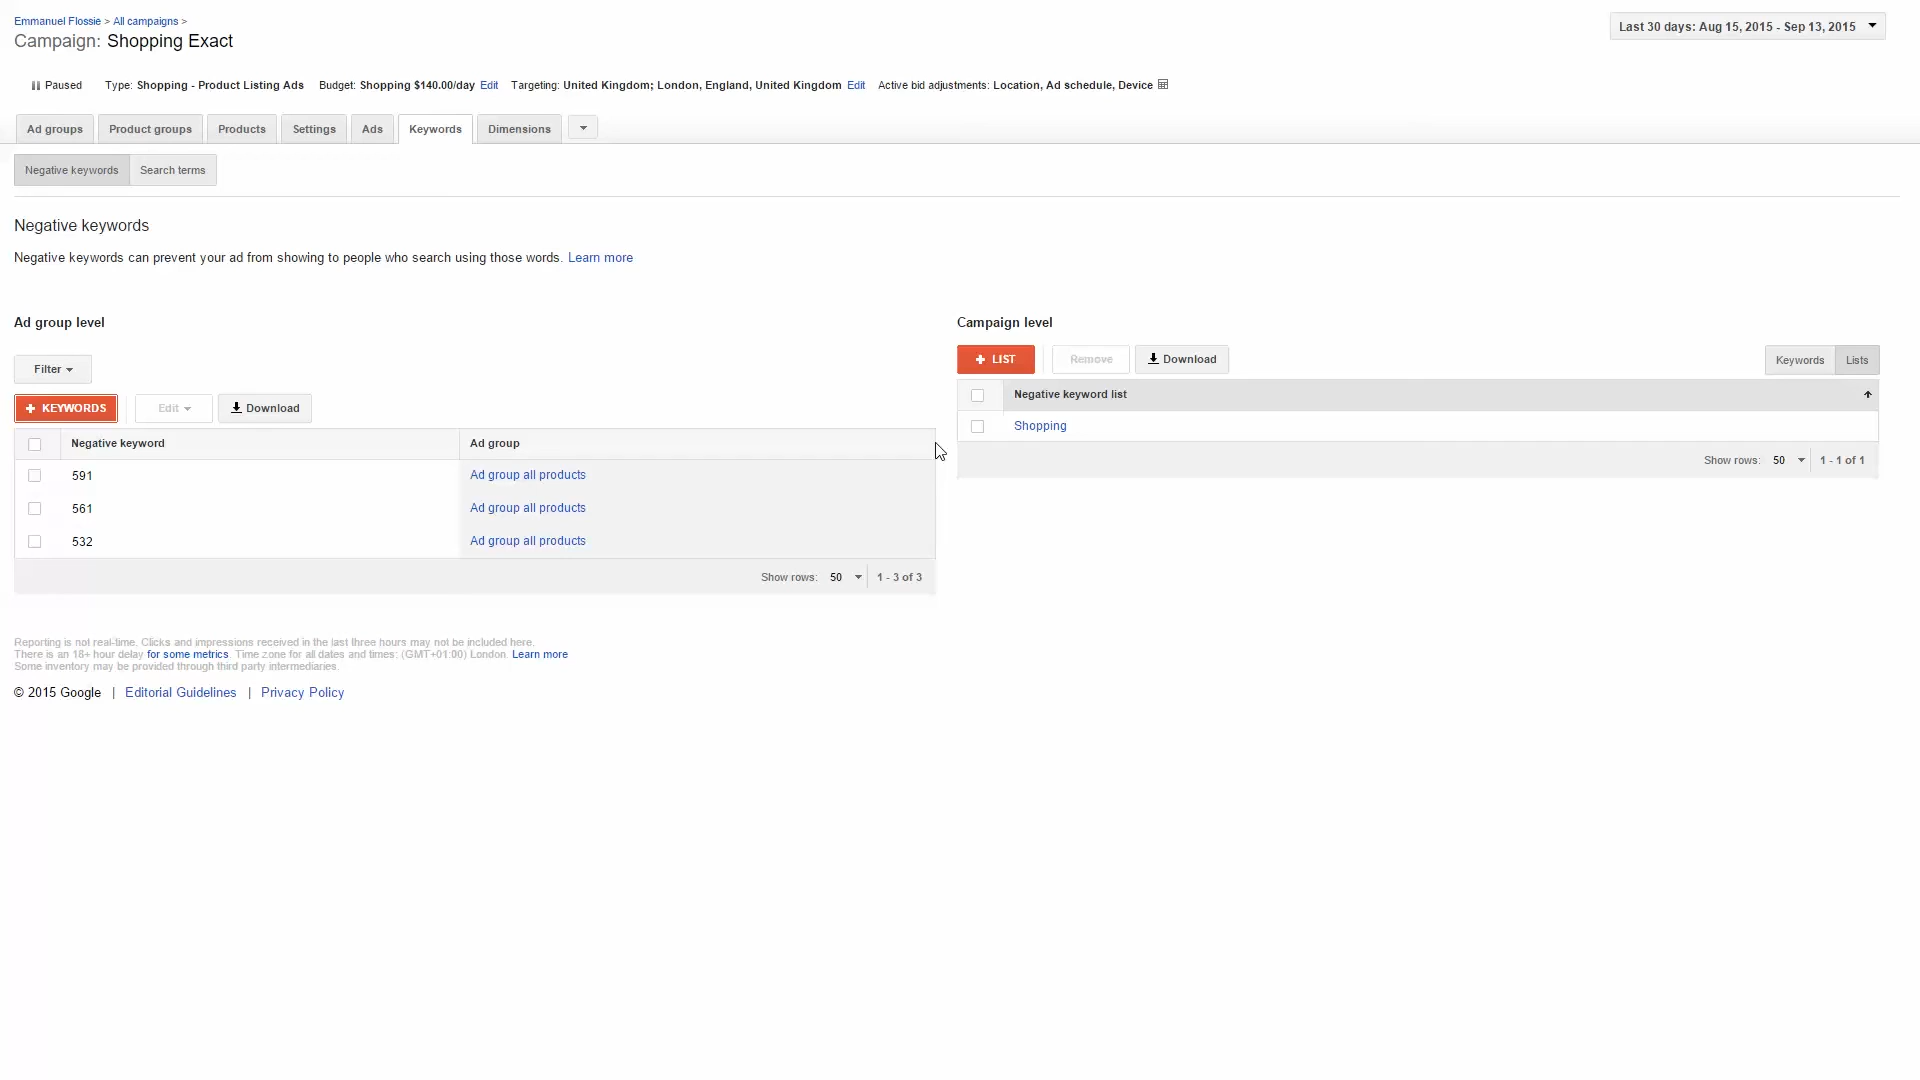 Emmanuel Flossie > All campaigns >
Campaign: Shopping Exact
Last 30 days: Aug 15, 2015 - Sep 13, 2015
Paused Type: Shopping - Product Listing Ads Budget: Shopping $140.00/day Edit Targeting: United Kingdom; London, England, United Kingdom Edit Active bid adjustments: Location, Ad schedule, Device
Ad groups Product groups Products Settings Ads Keywords Dimensions
Negative keywords Search terms
Negative keywords
Negative keywords can prevent your ad from showing to people who search using those words. Learn more
Ad group level
Filter
+ KEYWORDS Edit Download
Negative keyword Ad group
591 Ad group all products
561 Ad group all products
532 Ad group all products
Show rows: 50 1 - 3 of 3
Campaign level
+ LIST Remove Download Keywords Lists
Negative keyword list
Shopping
Show rows: 50 1 - 1 of 1
Reporting is not real-time. Clicks and impressions received in the last three hours may not be included here.
There is an 18+ hour delay for some metrics. Time zone for all dates and times: (GMT+01:00) London. Learn more
Some inventory may be provided through third party intermediaries.
© 2015 Google | Editorial Guidelines | Privacy Policy